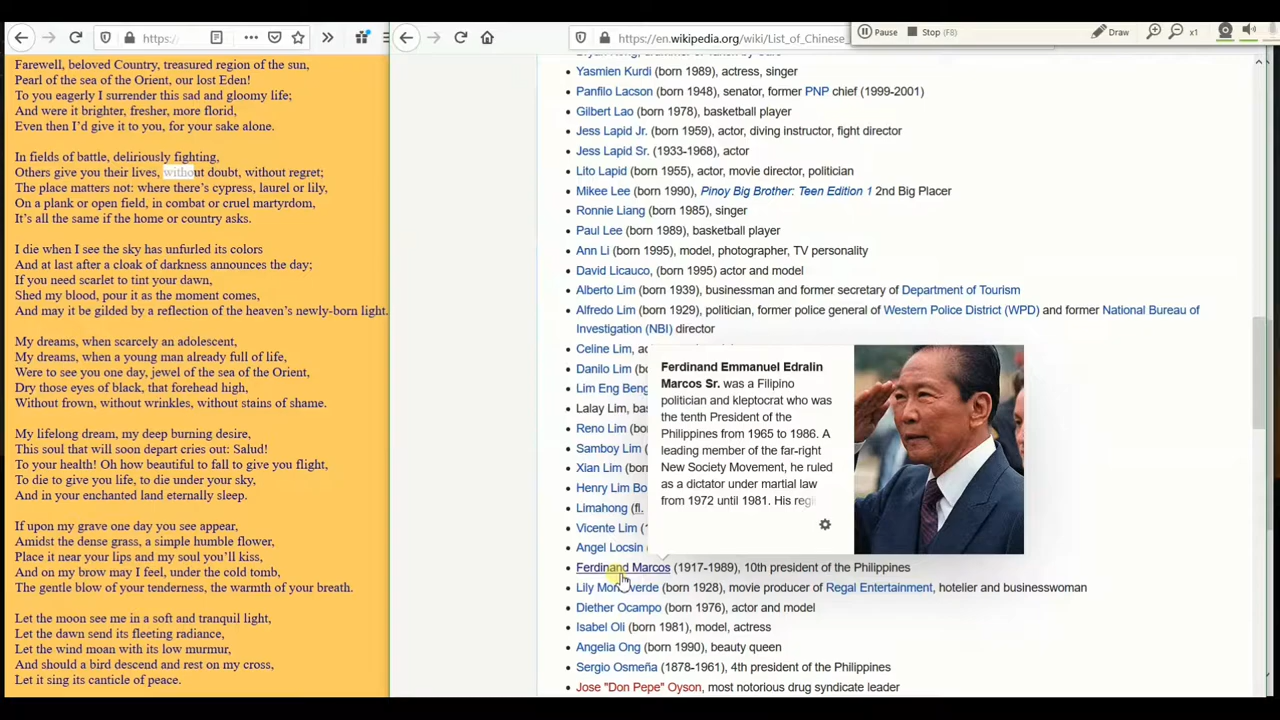 https://
https://en.wikipedia.org/wiki/List_of_Chinese_
Pause
Stop (F8)
Draw
x1
Farewell, beloved Country, treasured region of the sun,
Pearl of the sea of the Orient, our lost Eden!
To you eagerly I surrender this sad and gloomy life;
And were it brighter, fresher, more florid,
Even then I'd give it to you, for your sake alone.
In fields of battle, deliriously fighting,
Others give you their lives, without doubt, without regret;
The place matters not: where there's cypress, laurel or lily,
On a plank or open field, in combat or cruel martyrdom,
It's all the same if the home or country asks.
I die when I see the sky has unfurled its colors
And at last after a cloak of darkness announces the day;
If you need scarlet to tint your dawn,
Shed my blood, pour it as the moment comes,
And may it be gilded by a reflection of the heaven's newly-born light.
My dreams, when scarcely an adolescent,
My dreams, when a young man already full of life,
Were to see you one day, jewel of the sea of the Orient,
Dry those eyes of black, that forehead high,
Without frown, without wrinkles, without stains of shame.
My lifelong dream, my deep burning desire,
This soul that will soon depart cries out: Salud!
To your health! Oh how beautiful to fall to give you flight,
To die to give you life, to die under your sky,
And in your enchanted land eternally sleep.
If upon my grave one day you see appear,
Amidst the dense grass, a simple humble flower,
Place it near your lips and my soul you'll kiss,
And on my brow may I feel, under the cold tomb,
The gentle blow of your tenderness, the warmth of your breath.
Let the moon see me in a soft and tranquil light,
Let the dawn send its fleeting radiance,
Let the wind moan with its low murmur,
And should a bird descend and rest on my cross,
Let it sing its canticle of peace.
Yasmien Kurdi (born 1989), actress, singer
Panfilo Lacson (born 1948), senator, former PNP chief (1999-2001)
Gilbert Lao (born 1978), basketball player
Jess Lapid Jr. (born 1959), actor, diving instructor, fight director
Jess Lapid Sr. (1933-1968), actor
Lito Lapid (born 1955), actor, movie director, politician
Mikee Lee (born 1990), Pinoy Big Brother: Teen Edition 1 2nd Big Placer
Ronnie Liang (born 1985), singer
Paul Lee (born 1989), basketball player
Ann Li (born 1995), model, photographer, TV personality
David Licauco, (born 1995) actor and model
Alberto Lim (born 1939), businessman and former secretary of Department of Tourism
Alfredo Lim (born 1929), politician, former police general of Western Police District (WPD) and former National Bureau of
Investigation (NBI) director
Celine Lim, ac
Danilo Lim (bo
Lim Eng Beng
Lalay Lim, bas
Reno Lim (bor
Samboy Lim (
Xian Lim (born
Henry Lim Bo
Limahong (fl.
Vicente Lim (1
Angel Locsin (
Ferdinand Emmanuel Edralin
Marcos Sr. was a Filipino
politician and kleptocrat who was
the tenth President of the
Philippines from 1965 to 1986. A
leading member of the far-right
New Society Movement, he ruled
as a dictator under martial law
from 1972 until 1981. His regi
Ferdinand Marcos (1917-1989), 10th president of the Philippines
Lily Monteverde (born 1928), movie producer of Regal Entertainment, hotelier and businesswoman
Diether Ocampo (born 1976), actor and model
Isabel Oli (born 1981), model, actress
Angelia Ong (born 1990), beauty queen
Sergio Osmeña (1878-1961), 4th president of the Philippines
Jose "Don Pepe" Oyson, most notorious drug syndicate leader